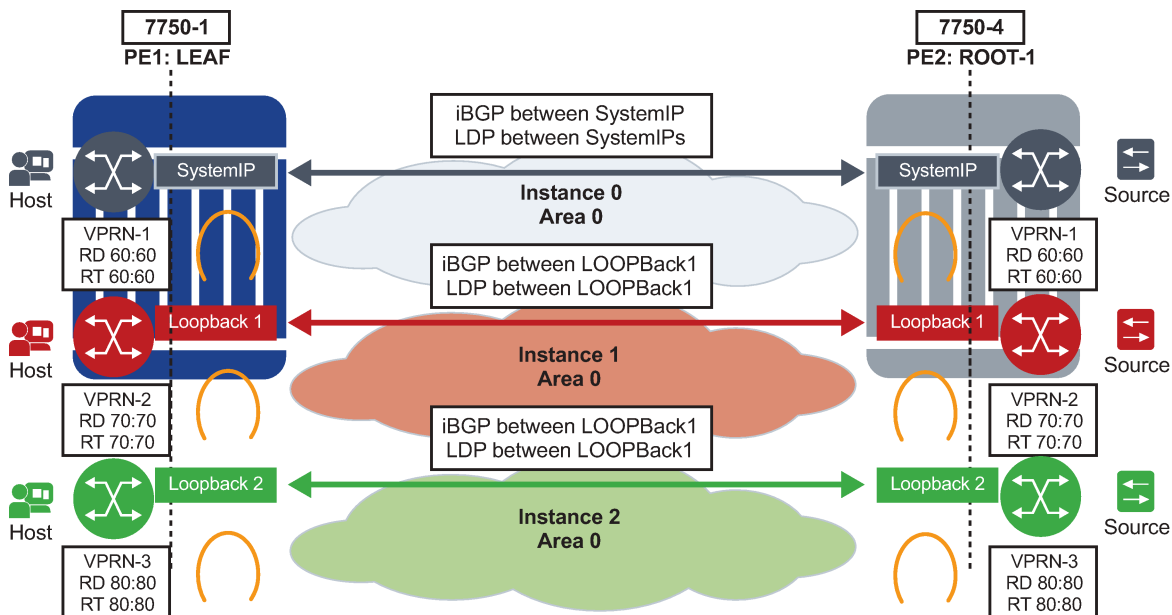 7750-1
PE1: LEAF
7750-4
PE2: ROOT-1
iBGP between SystemIP
LDP between SystemIPs
Host
SystemIP
Instance 0
Area 0
SystemIP
Source
VPRN-1
RD 60:60
RT 60:60
VPRN-1
RD 60:60
RT 60:60
iBGP between LOOPBack1
LDP between LOOPBack1
Host
Loopback 1
Instance 1
Area 0
Loopback 1
Source
VPRN-2
RD 70:70
RT 70:70
VPRN-2
RD 70:70
RT 70:70
iBGP between LOOPBack1
LDP between LOOPBack1
Host
Loopback 2
Instance 2
Area 0
Loopback 2
Source
VPRN-3
RD 80:80
RT 80:80
VPRN-3
RD 80:80
RT 80:80